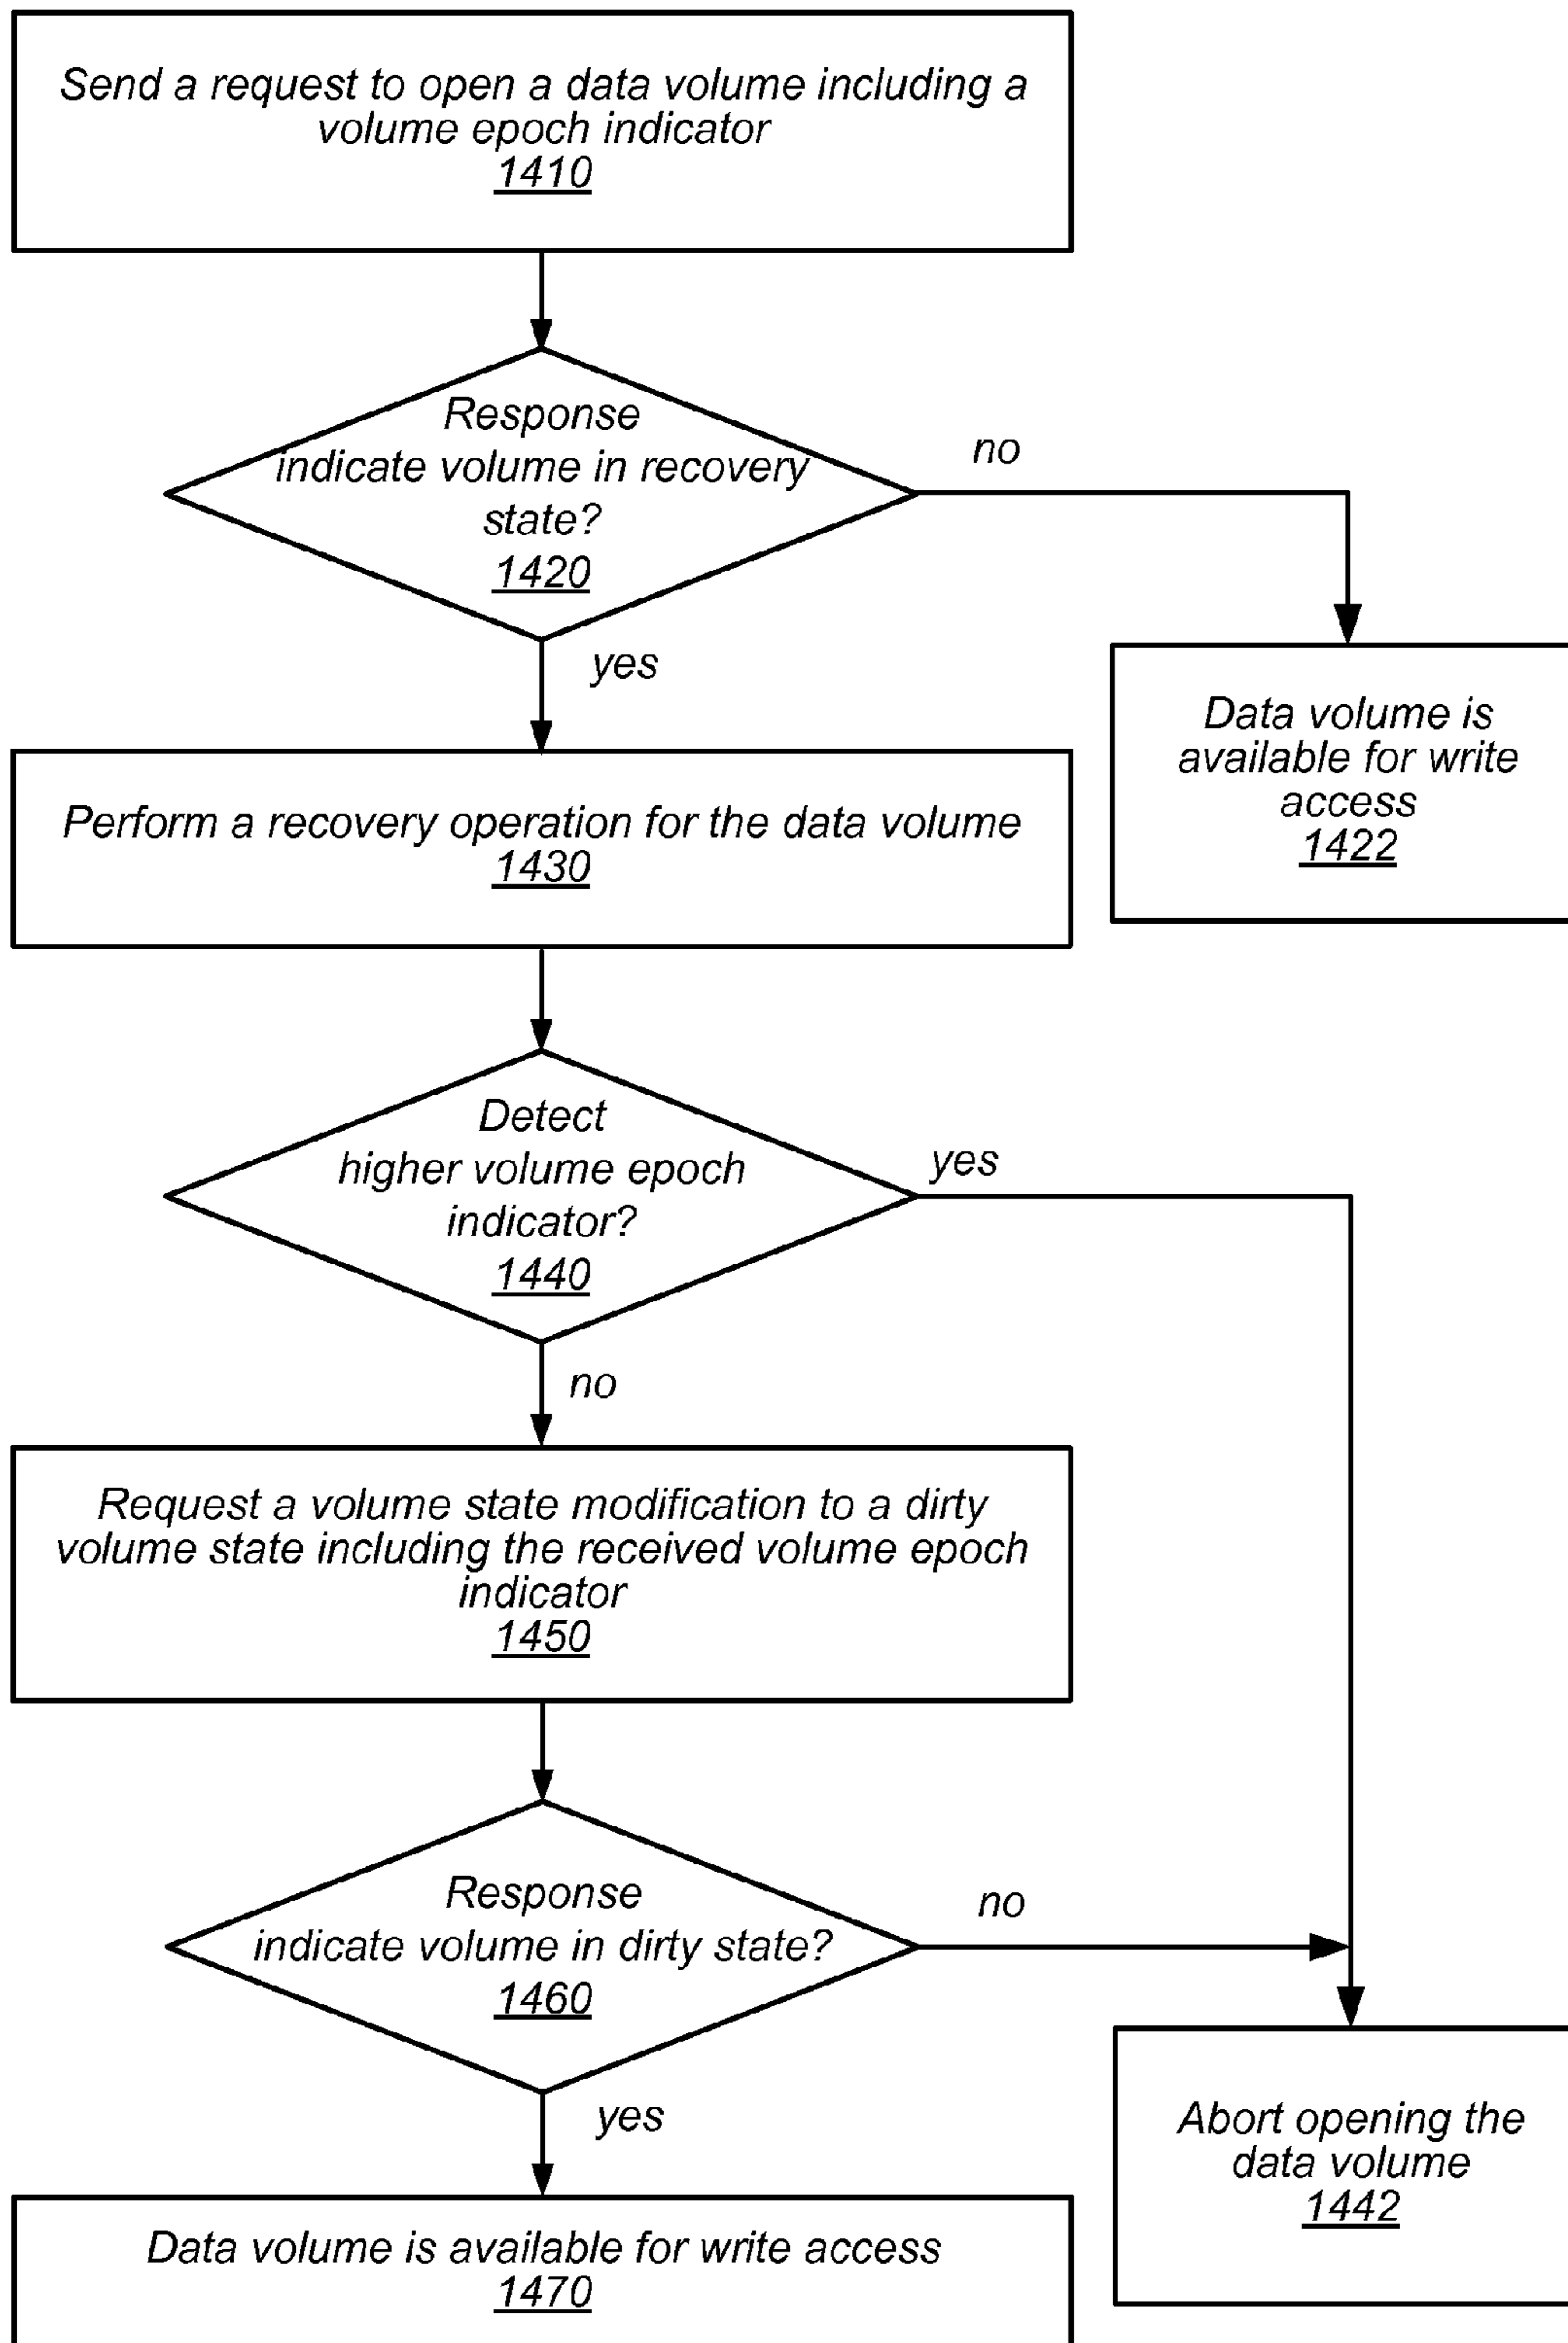 Send a request to open a data volume including a
volume epoch indicator
1410
Response
indicate volume in recovery
state?
1420
no
yes
Data volume is
available for write
access
1422
Perform a recovery operation for the data volume
1430
Detect
higher volume epoch
indicator?
1440
yes
no
Request a volume state modification to a dirty
volume state including the received volume epoch
indicator
1450
Response
indicate volume in dirty state?
1460
no
yes
Abort opening the
data volume
1442
Data volume is available for write access
1470